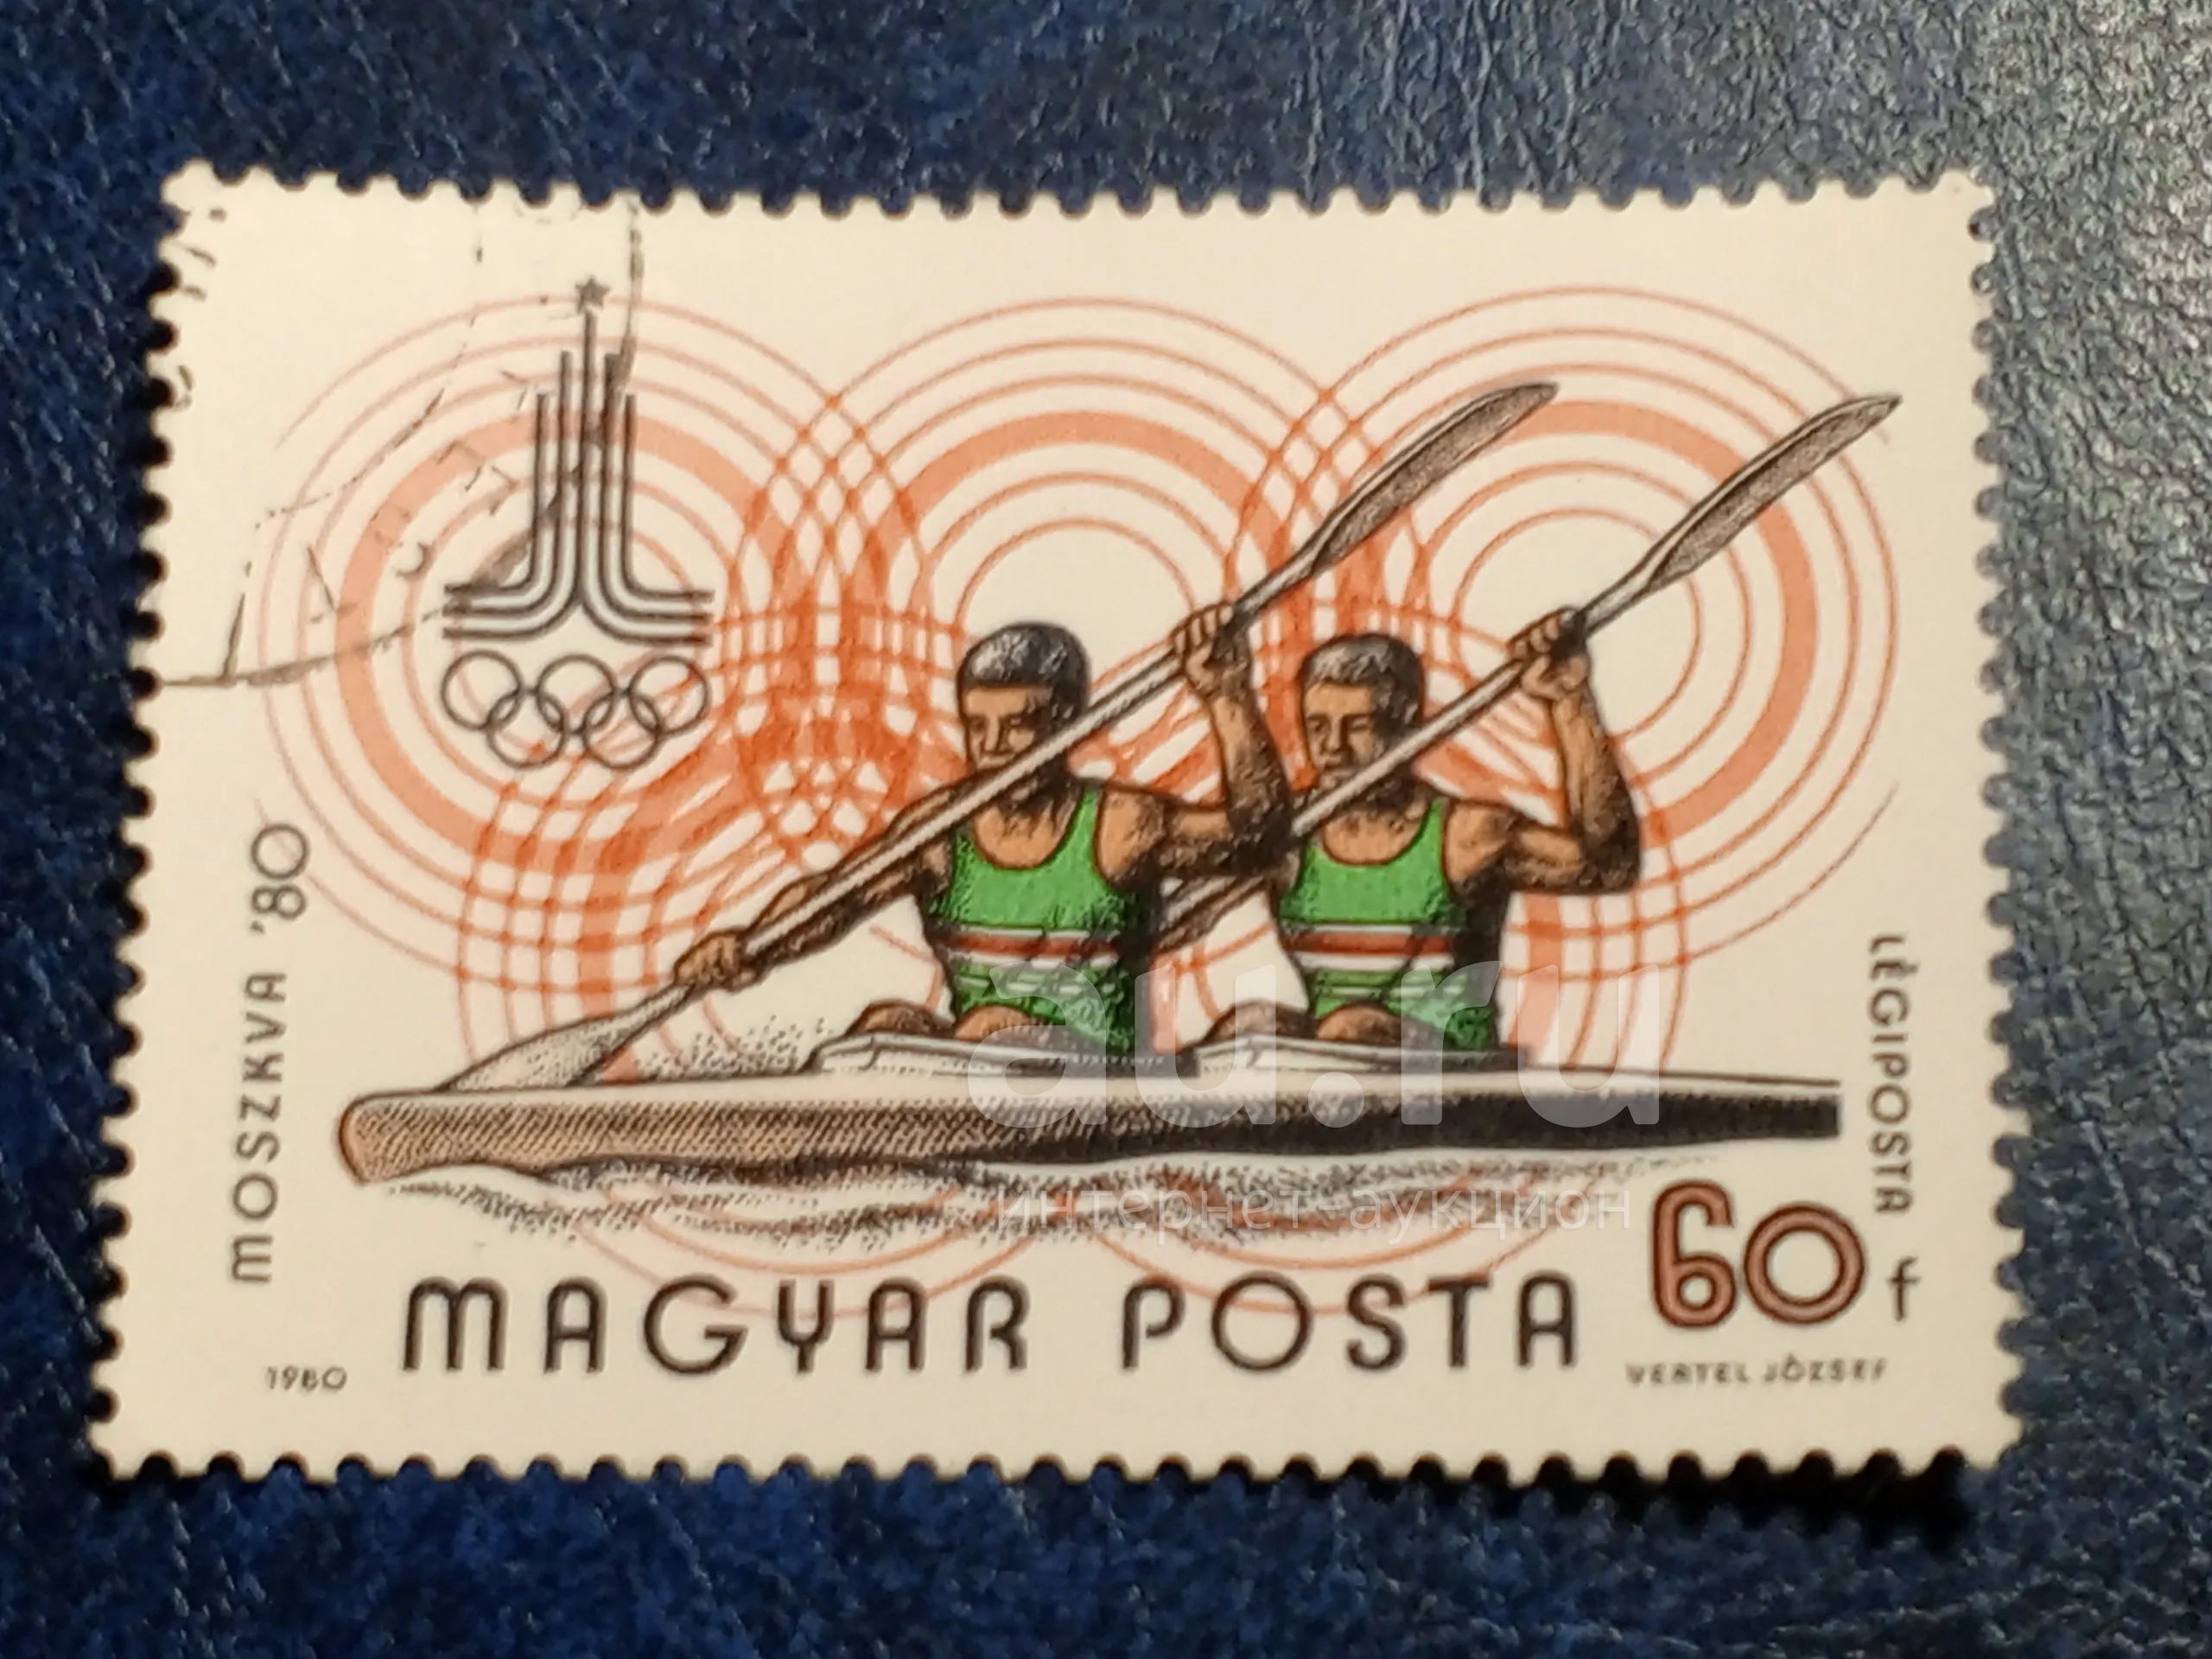 MOSZKVA '80
LÉGIPOSTA
MAGYAR POSTA 60 f
1980
VERTEL JÓZSEF
au.ru
интернет-аукцион